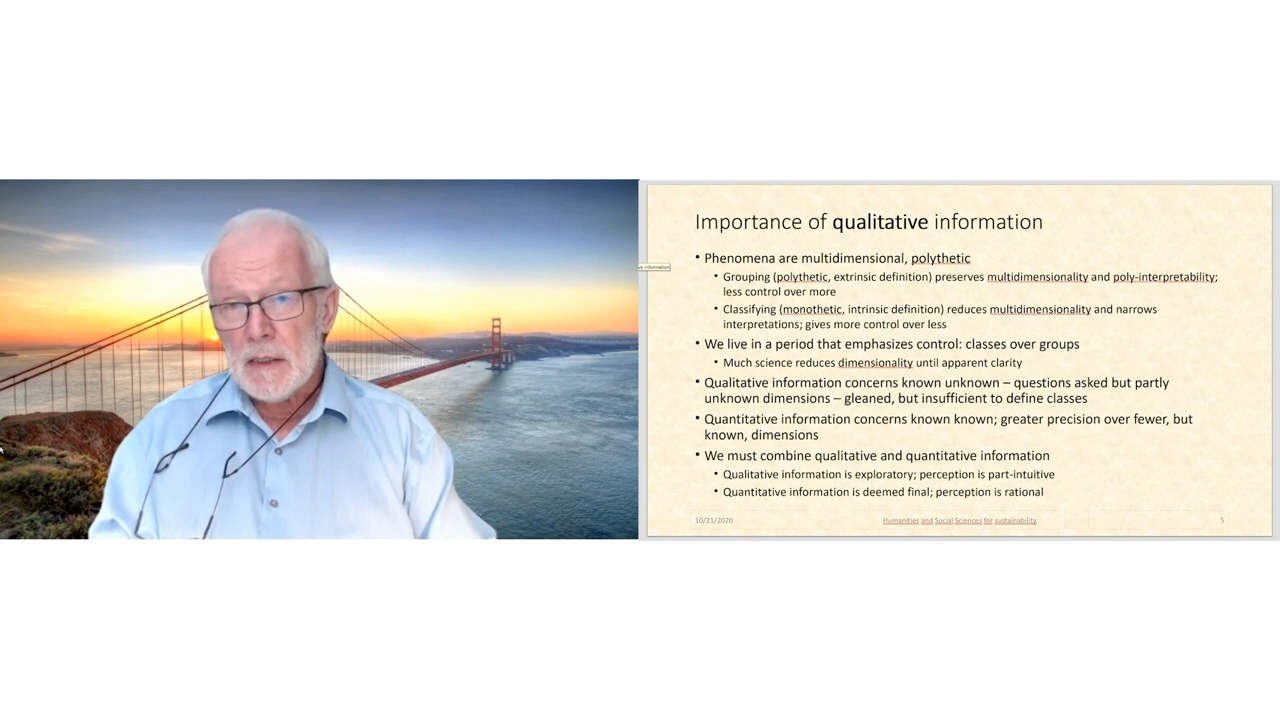 Importance of qualitative information
• Phenomena are multidimensional, polythetic
• Grouping (polythetic, extrinsic definition) preserves multidimensionality and poly-interpretability;
less control over more
• Classifying (monothetic, intrinsic definition) reduces multidimensionality and narrows
interpretations; gives more control over less
• We live in a period that emphasizes control: classes over groups
• Much science reduces dimensionality until apparent clarity
• Qualitative information concerns known unknown – questions asked but partly
unknown dimensions – gleaned, but insufficient to define classes
• Quantitative information concerns known known; greater precision over fewer, but
known, dimensions
• We must combine qualitative and quantitative information
• Qualitative information is exploratory; perception is part-intuitive
• Quantitative information is deemed final; perception is rational
10/21/2020
Humanities and Social Sciences for sustainability
5
information